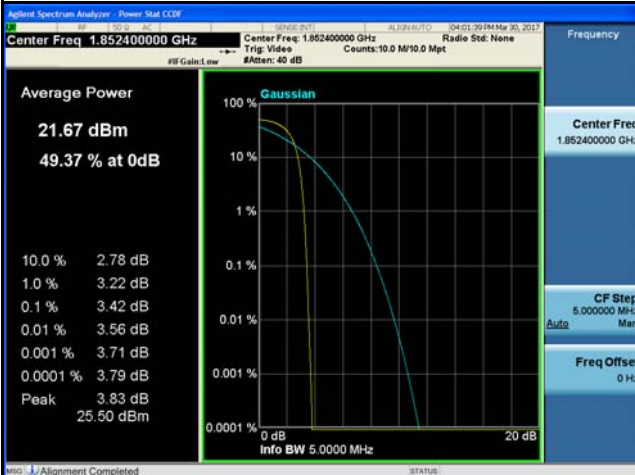 Agilent Spectrum Analyzer - Power Stat CCDF
RF 50 Ω AC SENSE:INT ALIGNAUTO 04:01:39 PM Mar 30, 2017
Center Freq 1.852400000 GHz
Center Freq: 1.852400000 GHz Radio Std: None
Trig: Video Counts:10.0 M/10.0 Mpt
#IFGain:Low #Atten: 40 dB
Frequency
Average Power
21.67 dBm
49.37 % at 0dB
10.0 % 2.78 dB
1.0 % 3.22 dB
0.1 % 3.42 dB
0.01 % 3.56 dB
0.001 % 3.71 dB
0.0001 % 3.79 dB
Peak 3.83 dB
25.50 dBm
Gaussian
100 %
10 %
1 %
0.1 %
0.01 %
0.001 %
0.0001 %
0 dB 20 dB
Info BW 5.0000 MHz
Center Freq
1.852400000 GHz
CF Step
5.000000 MHz
Auto Man
Freq Offset
0 Hz
MSG Alignment Completed STATUS